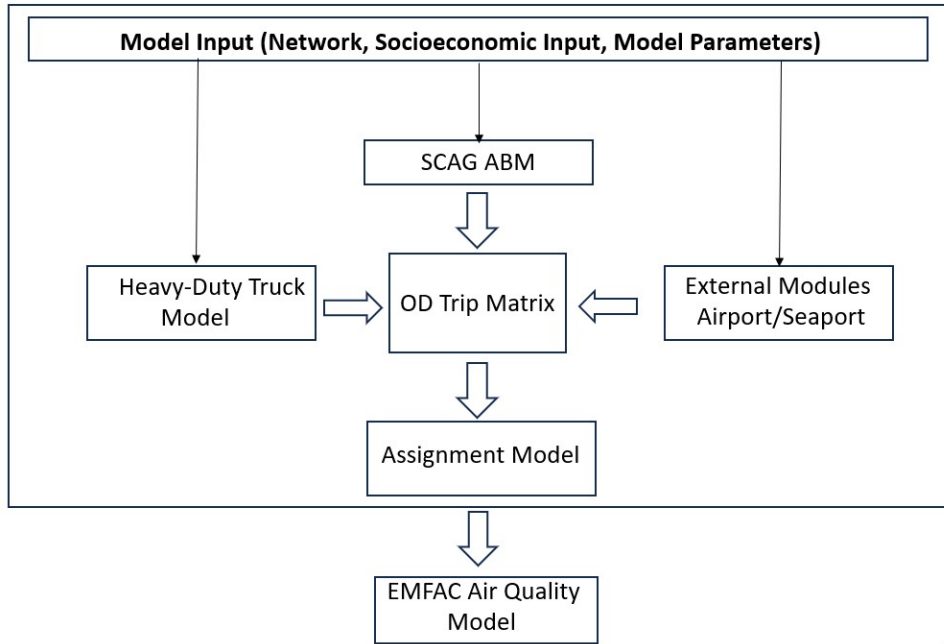 Model Input (Network, Socioeconomic Input, Model Parameters)
SCAG ABM
Heavy-Duty Truck
Model
OD Trip Matrix
External Modules
Airport/Seaport
Assignment Model
EMFAC Air Quality
Model